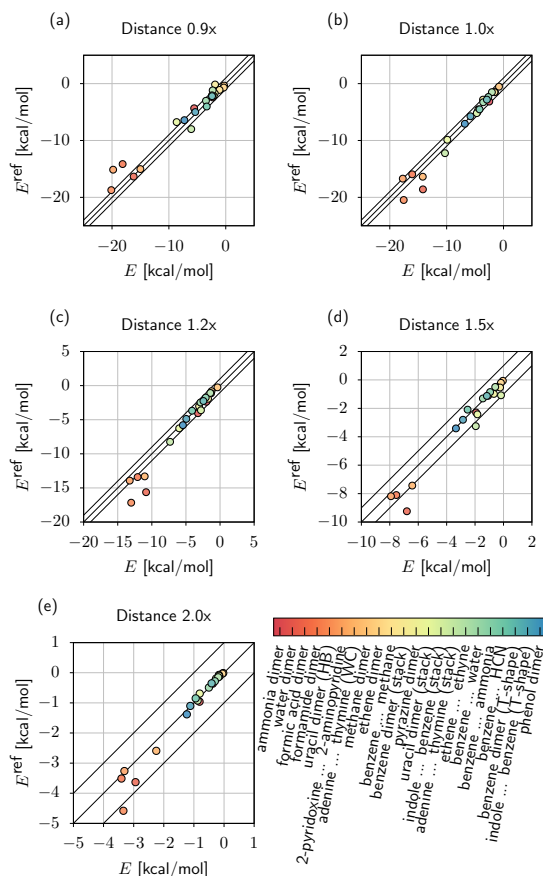 (a)
Distance 0.9x
0
−10
−20
E^ref [kcal/mol]
−20 −10 0
E [kcal/mol]
(b)
Distance 1.0x
0
−10
−20
E^ref [kcal/mol]
−20 −10 0
E [kcal/mol]
(c)
Distance 1.2x
5
0
−5
−10
−15
−20
E^ref [kcal/mol]
−20 −15 −10 −5 0 5
E [kcal/mol]
(d)
Distance 1.5x
2
0
−2
−4
−6
−8
−10
E^ref [kcal/mol]
−10 −8 −6 −4 −2 0 2
E [kcal/mol]
(e)
Distance 2.0x
1
0
−1
−2
−3
−4
−5
E^ref [kcal/mol]
−5 −4 −3 −2 −1 0 1
E [kcal/mol]
ammonia dimer
water dimer
formic acid dimer
formamide dimer
uracil dimer (HB)
2-pyridoxine ... 2-aminopyridine
adenine ... thymine (WC)
methane dimer
ethene dimer
benzene ... methane
benzene dimer (stack)
pyrazine dimer
uracil dimer (stack)
indole ... benzene (stack)
adenine ... thymine (stack)
ethene ... ethyne
benzene ... water
benzene ... ammonia
benzene ... HCN
benzene dimer (T-shape)
indole ... benzene (T-shape)
phenol dimer